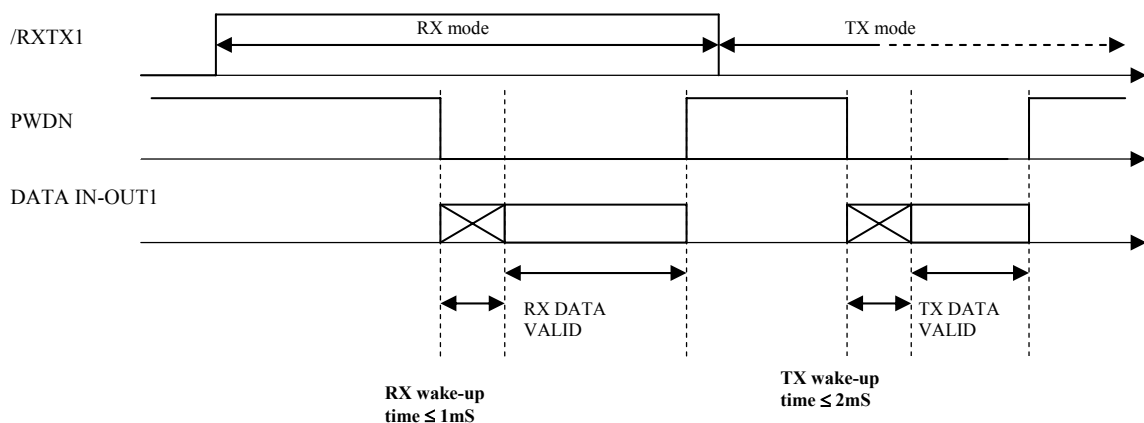 /RXTX1
RX mode
TX mode
PWDN
DATA IN-OUT1
RX DATA
VALID
TX DATA
VALID
RX wake-up
time ≤ 1mS
TX wake-up
time ≤ 2mS